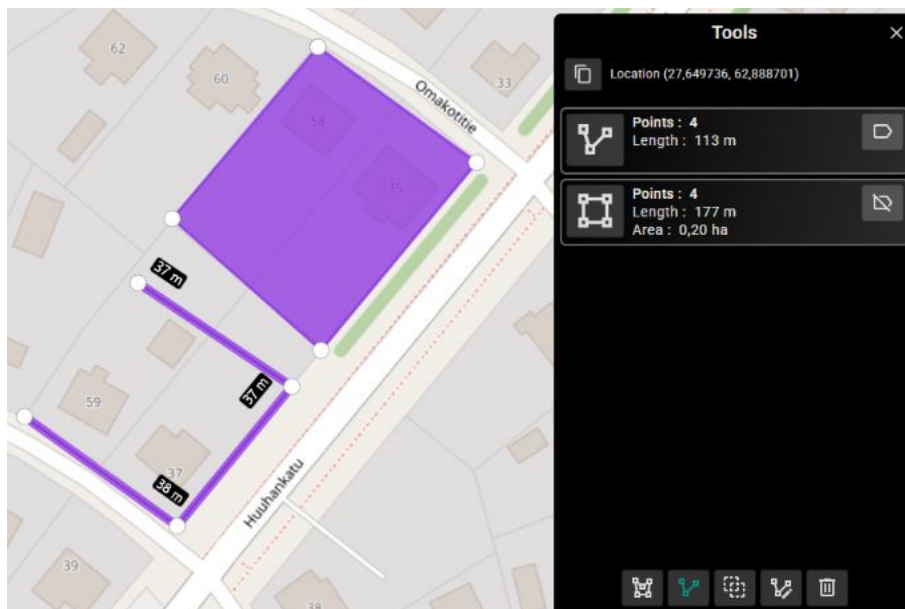 62
60
58
33
35
Omakotitie
37 m
37 m
38 m
59
37
39
38
Huuhankatu
Tools
Location (27,649736, 62,888701)
Points : 4
Length : 113 m
Points : 4
Length : 177 m
Area : 0,20 ha